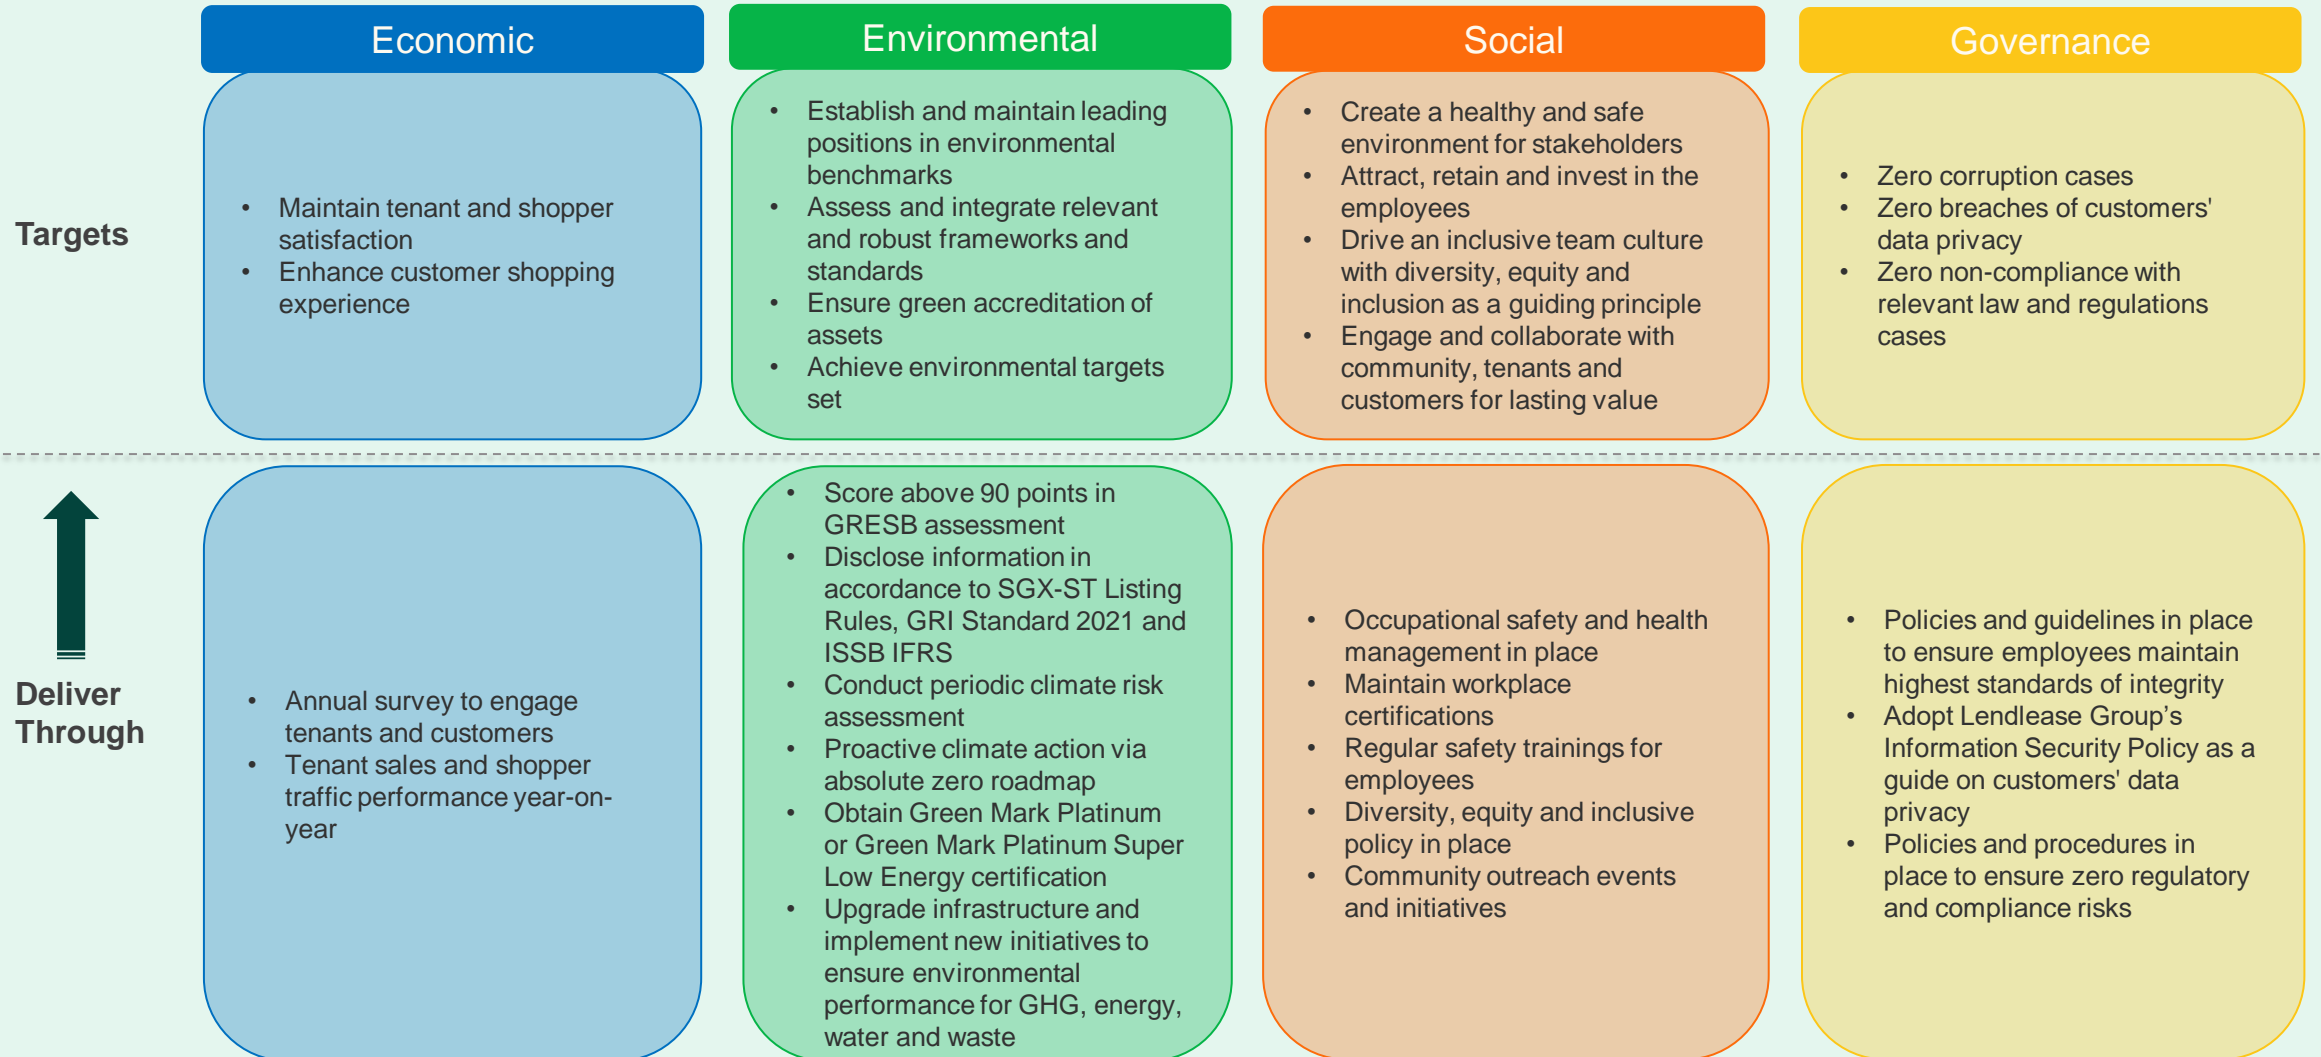 Economic
Environmental
Social
Governance
Targets
• Maintain tenant and shopper
satisfaction
• Enhance customer shopping
experience
• Establish and maintain leading
positions in environmental
benchmarks
• Assess and integrate relevant
and robust frameworks and
standards
• Ensure green accreditation of
assets
• Achieve environmental targets
set
• Create a healthy and safe
environment for stakeholders
• Attract, retain and invest in the
employees
• Drive an inclusive team culture
with diversity, equity and
inclusion as a guiding principle
• Engage and collaborate with
community, tenants and
customers for lasting value
• Zero corruption cases
• Zero breaches of customers'
data privacy
• Zero non-compliance with
relevant law and regulations
cases
Deliver
Through
• Annual survey to engage
tenants and customers
• Tenant sales and shopper
traffic performance year-on-
year
• Score above 90 points in
GRESB assessment
• Disclose information in
accordance to SGX-ST Listing
Rules, GRI Standard 2021 and
ISSB IFRS
• Conduct periodic climate risk
assessment
• Proactive climate action via
absolute zero roadmap
• Obtain Green Mark Platinum
or Green Mark Platinum Super
Low Energy certification
• Upgrade infrastructure and
implement new initiatives to
ensure environmental
performance for GHG, energy,
water and waste
• Occupational safety and health
management in place
• Maintain workplace
certifications
• Regular safety trainings for
employees
• Diversity, equity and inclusive
policy in place
• Community outreach events
and initiatives
• Policies and guidelines in place
to ensure employees maintain
highest standards of integrity
• Adopt Lendlease Group’s
Information Security Policy as a
guide on customers' data
privacy
• Policies and procedures in
place to ensure zero regulatory
and compliance risks